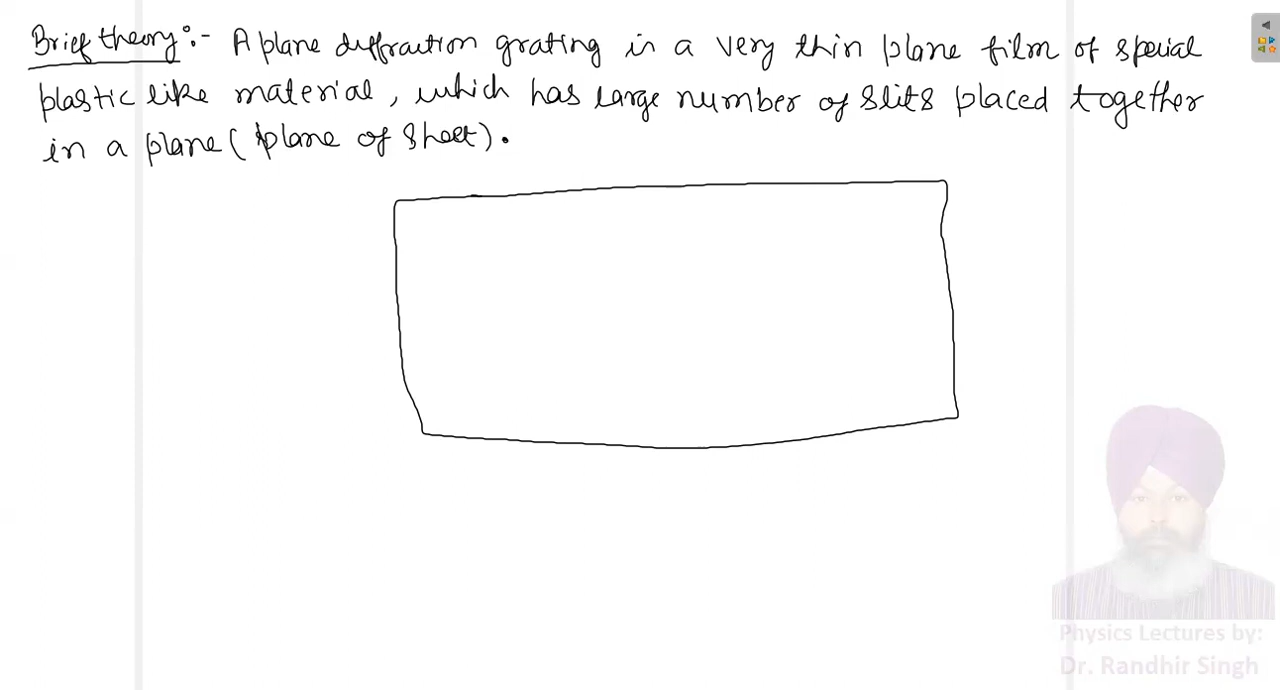 Brief theory:- A plane diffraction grating is a very thin plane film of special
plastic like material, which has large number of slits placed together
in a plane (plane of sheet).
Physics Lectures by:
Dr. Randhir Singh